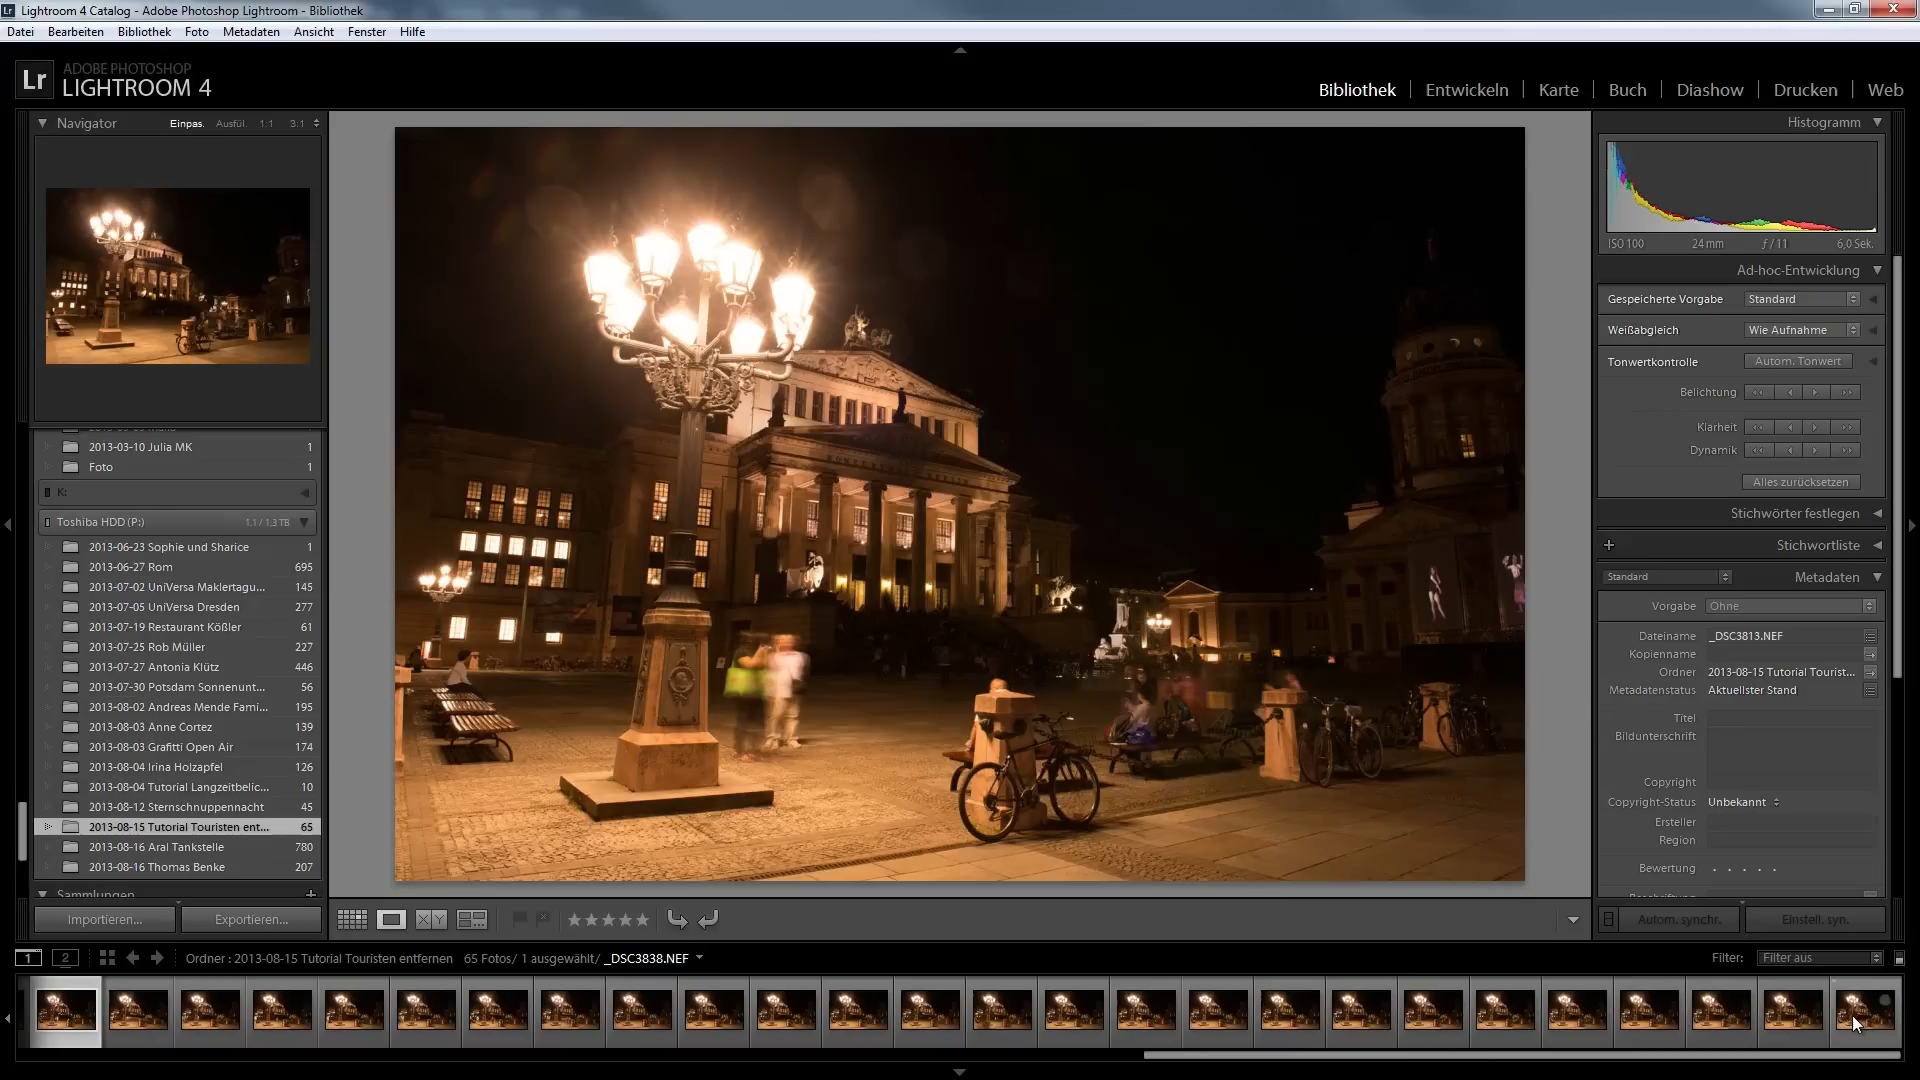 Lightroom 4 Catalog - Adobe Photoshop Lightroom - Bibliothek
Datei Bearbeiten Bibliothek Foto Metadaten Ansicht Fenster Hilfe
Lr ADOBE PHOTOSHOP
LIGHTROOM 4
Bibliothek | Entwickeln | Karte | Buch | Diashow | Drucken | Web
Navigator Einpas. Ausfül. 1:1 3:1
2013-03-10 Julia MK 1
Foto 1
K:
Toshiba HDD (P:) 1.1 / 1.3 TB
2013-06-23 Sophie und Sharice 1
2013-06-27 Rom 695
2013-07-02 UniVersa Maklertagu... 145
2013-07-05 UniVersa Dresden 277
2013-07-19 Restaurant Kößler 61
2013-07-25 Rob Müller 227
2013-07-27 Antonia Klütz 446
2013-07-30 Potsdam Sonnenunt... 56
2013-08-02 Andreas Mende Fami... 195
2013-08-03 Anne Cortez 139
2013-08-03 Grafitti Open Air 174
2013-08-04 Irina Holzapfel 126
2013-08-04 Tutorial Langzeitbelic... 10
2013-08-12 Sternschnuppennacht 45
2013-08-15 Tutorial Touristen ent... 65
2013-08-16 Aral Tankstelle 780
2013-08-16 Thomas Benke 207
Sammlungen +
Importieren... Exportieren...
Histogramm
ISO 100 24 mm ƒ / 11 6,0 Sek.
Ad-hoc-Entwicklung
Gespeicherte Vorgabe Standard
Weißabgleich Wie Aufnahme
Tonwertkontrolle Autom. Tonwert
Belichtung
Klarheit
Dynamik
Alles zurücksetzen
Stichwörter festlegen
+ Stichwortliste
Standard Metadaten
Vorgabe Ohne
Dateiname _DSC3813.NEF
Kopienname
Ordner 2013-08-15 Tutorial Tourist...
Metadatenstatus Aktuellster Stand
Titel
Bildunterschrift
Copyright
Copyright-Status Unbekannt
Ersteller
Region
Bewertung . . . . .
Autom. synchr. Einstell. syn.
X Y
1 2 Ordner : 2013-08-15 Tutorial Touristen entfernen 65 Fotos/ 1 ausgewählt/ _DSC3838.NEF
Filter: Filter aus